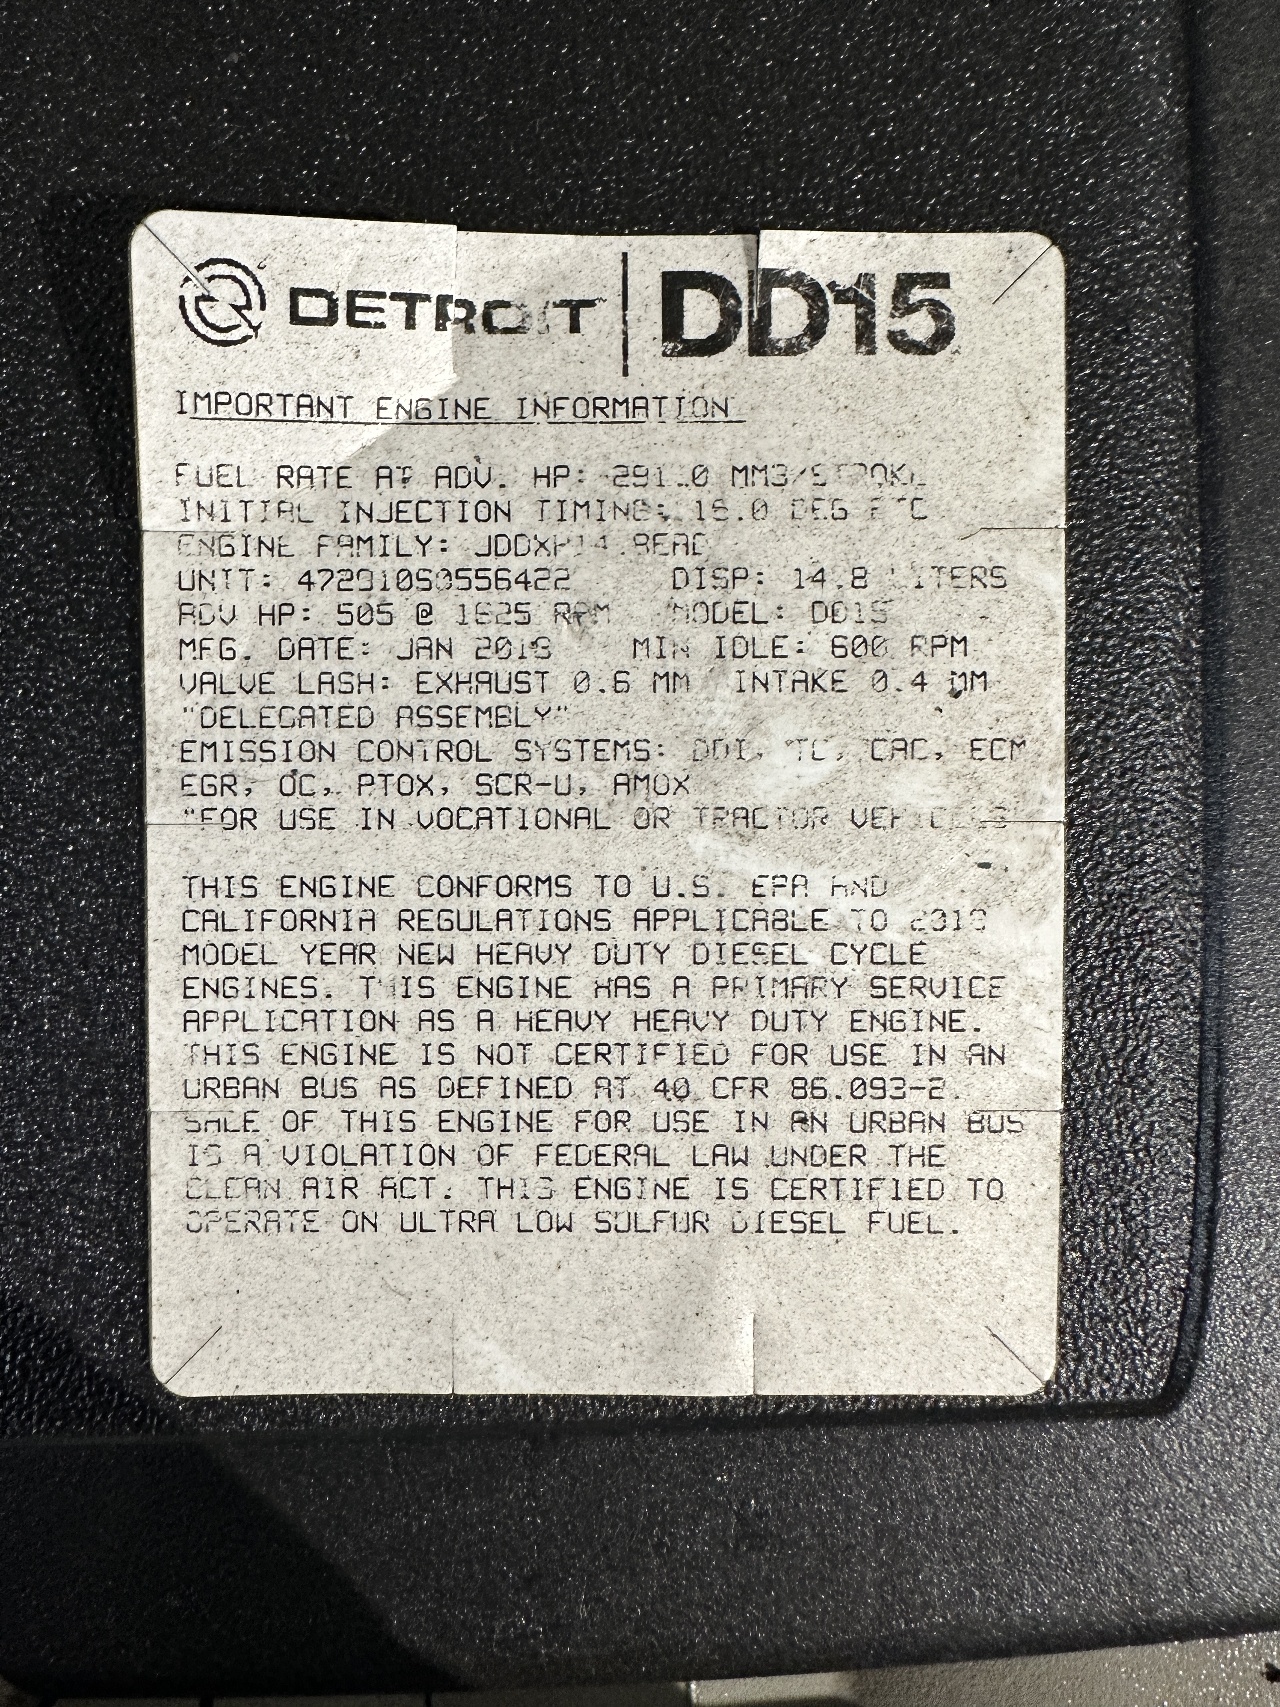 DETROIT | DD15
IMPORTANT ENGINE INFORMATION
FUEL RATE AT ADV. HP: 291.0 MM3/STROKE
INITIAL INJECTION TIMING: DEG BTC
ENGINE FAMILY:
UNIT: DISP: 14.8 LITERS
ADV HP: 505 @ 1625 RPM MODEL: DD15
MFG. DATE: JAN MIN IDLE: 600 RPM
VALVE LASH: EXHAUST 0.6 MM INTAKE 0.4 MM
"DELEGATED ASSEMBLY"
EMISSION CONTROL SYSTEMS: DDI, TC, CAC, ECM
EGR, OC, PTOX, SCR-U, AMOX
"FOR USE IN VOCATIONAL OR TRACTOR VEHICLES"
THIS ENGINE CONFORMS TO U.S. EPA AND
CALIFORNIA REGULATIONS APPLICABLE TO
MODEL YEAR NEW HEAVY DUTY DIESEL CYCLE
ENGINES. THIS ENGINE HAS A PRIMARY SERVICE
APPLICATION AS A HEAVY HEAVY DUTY ENGINE.
THIS ENGINE IS NOT CERTIFIED FOR USE IN AN
URBAN BUS AS DEFINED AT 40 CFR 86.093-2.
SALE OF THIS ENGINE FOR USE IN AN URBAN BUS
IS A VIOLATION OF FEDERAL LAW UNDER THE
CLEAN AIR ACT. THIS ENGINE IS CERTIFIED TO
OPERATE ON ULTRA LOW SULFUR DIESEL FUEL.